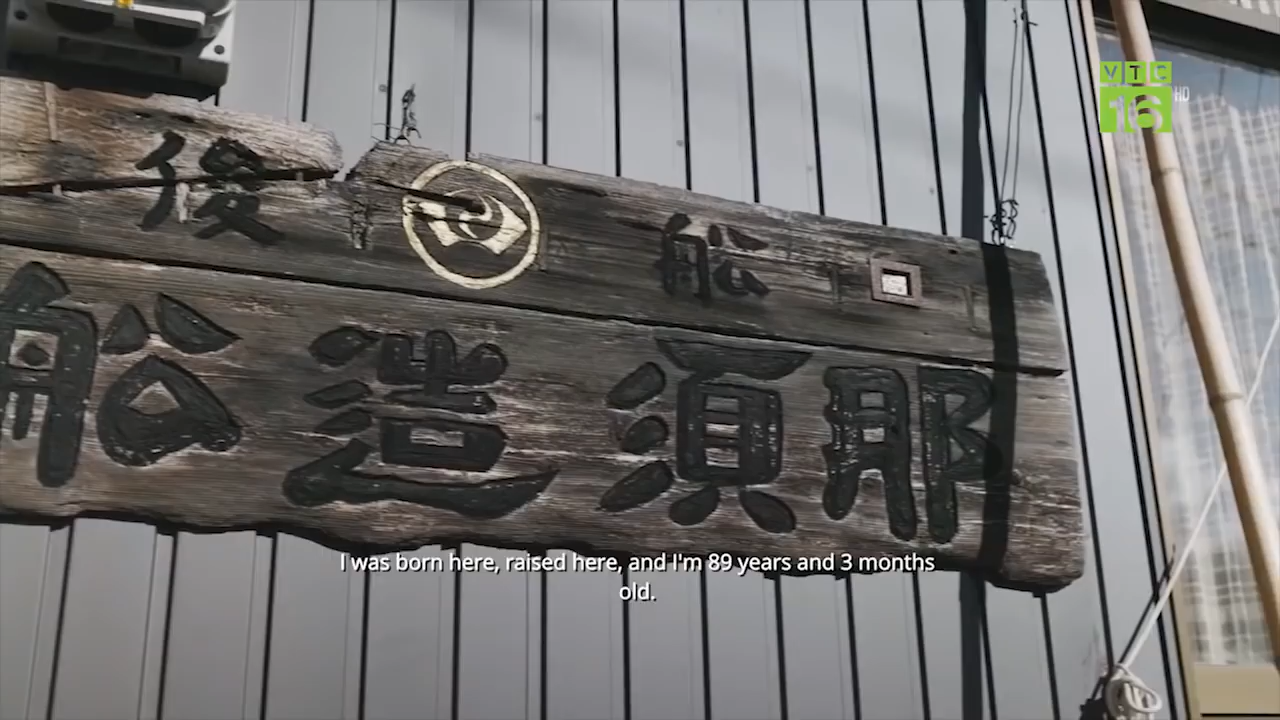 VTC
16 HD
船
那須造船
I was born here, raised here, and I'm 89 years and 3 months
old.